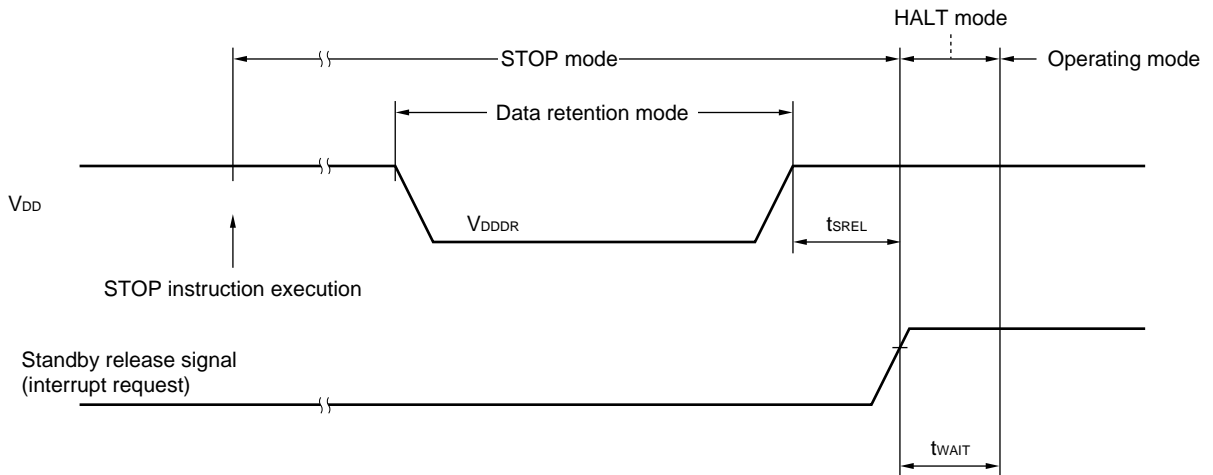 HALT mode
STOP mode
Operating mode
Data retention mode
VDD
VDDDR
tSREL
STOP instruction execution
Standby release signal
(interrupt request)
tWAIT